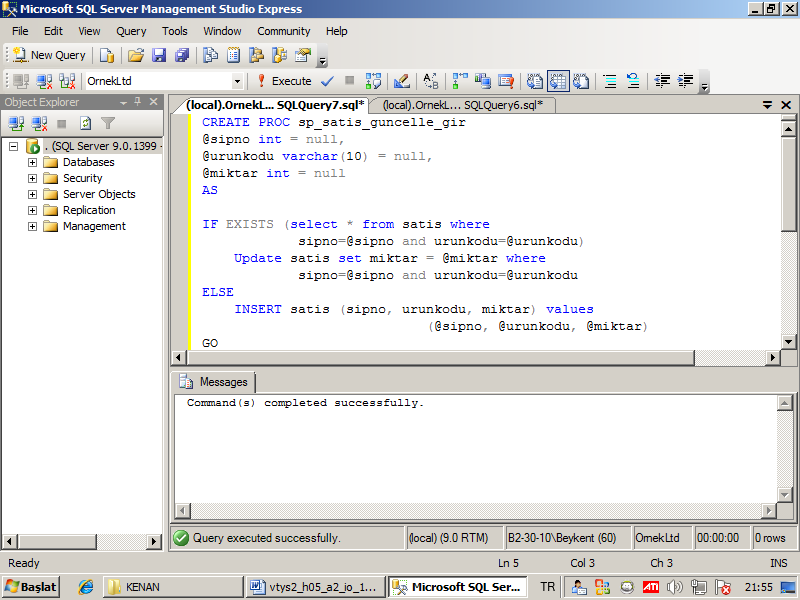 Microsoft SQL Server Management Studio Express
File Edit View Query Tools Window Community Help
New Query
OrnekLtd Execute
Object Explorer
. (SQL Server 9.0.1399 -
Databases
Security
Server Objects
Replication
Management
(local).OrnekL... SQLQuery7.sql* (local).OrnekL... SQLQuery6.sql*
CREATE PROC sp_satis_guncelle_gir
@sipno int = null,
@urunkodu varchar(10) = null,
@miktar int = null
AS
IF EXISTS (select * from satis where
sipno=@sipno and urunkodu=@urunkodu)
Update satis set miktar = @miktar where
sipno=@sipno and urunkodu=@urunkodu
ELSE
INSERT satis (sipno, urunkodu, miktar) values
(@sipno, @urunkodu, @miktar)
GO
Messages
Command(s) completed successfully.
Query executed successfully. (local) (9.0 RTM) B2-30-10\Beykent (60) OrnekLtd 00:00:00 0 rows
Ready Ln 5 Col 3 Ch 3 INS
Başlat KENAN vtys2_h05_a2_io_1... Microsoft SQL Ser... TR ATI 21:55